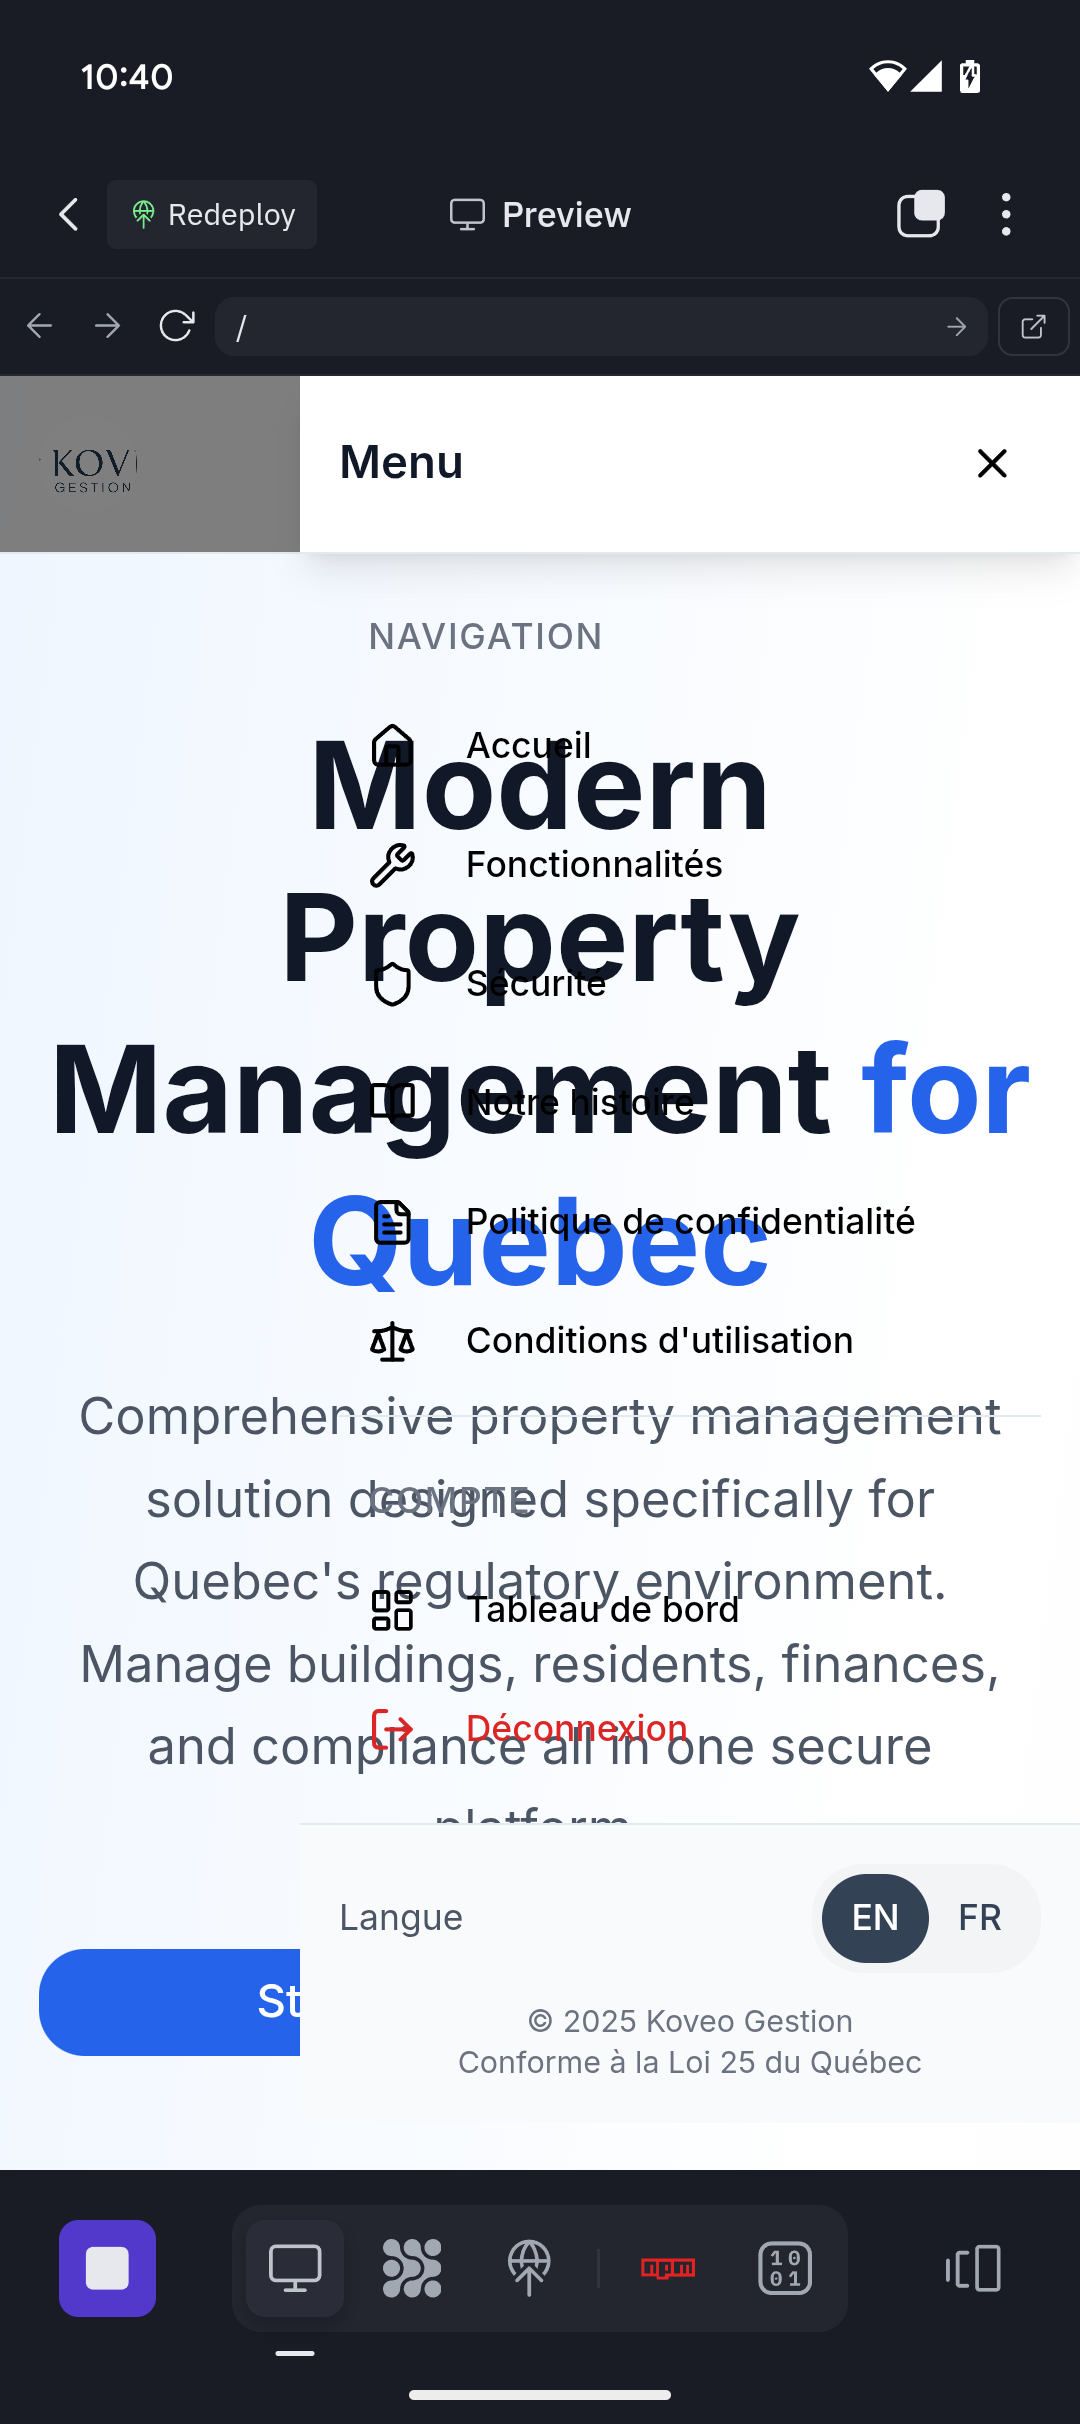 10:40
Redeploy
Preview
/
KOV
GESTION
Menu
NAVIGATION
Accueil
Modern
Fonctionnalités
Property
Sécurité
Management for
Notre histoire
Quebec
Politique de confidentialité
Conditions d'utilisation
Comprehensive property management
solution designed specifically for
COMPTE
Quebec's regulatory environment.
Tableau de bord
Manage buildings, residents, finances,
Déconnexion
and compliance all in one secure
platform
Langue
EN FR
St
© 2025 Koveo Gestion
Conforme à la Loi 25 du Québec
10
01